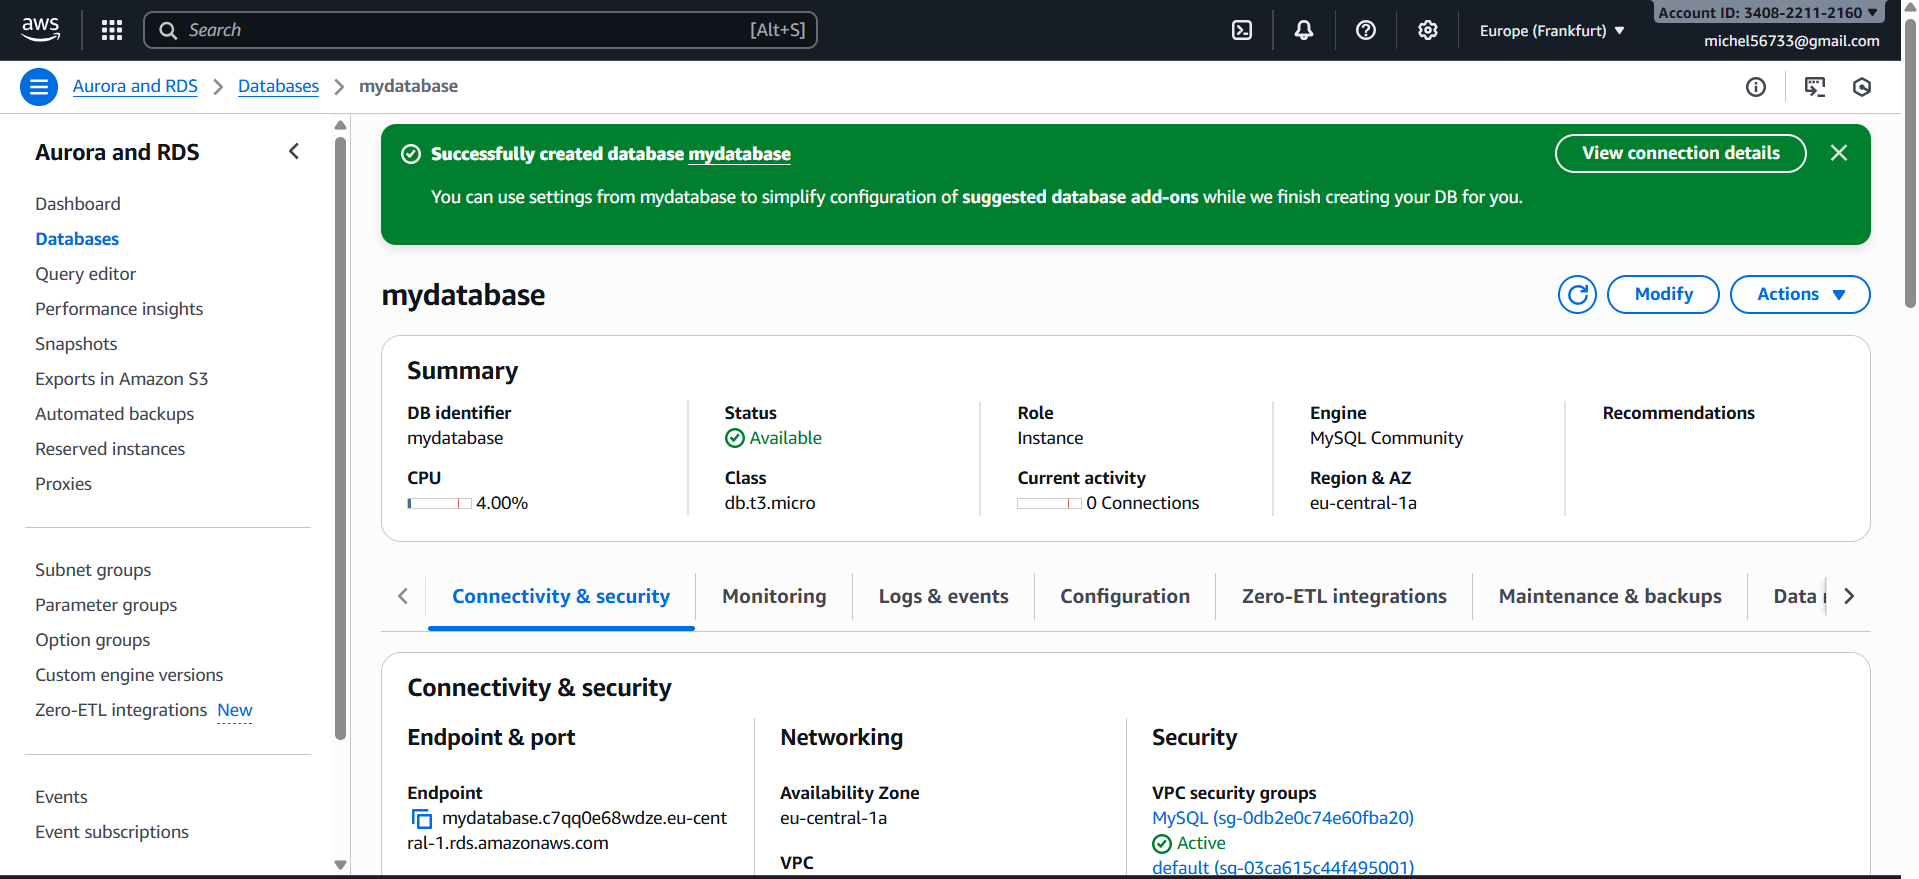 aws
Search
[Alt+S]
Europe (Frankfurt)
Account ID: 3408-2211-2160
michel56733@gmail.com
Aurora and RDS
Databases
mydatabase
Aurora and RDS
Dashboard
Databases
Query editor
Performance insights
Snapshots
Exports in Amazon S3
Automated backups
Reserved instances
Proxies
Subnet groups
Parameter groups
Option groups
Custom engine versions
Zero-ETL integrations New
Events
Event subscriptions
Successfully created database mydatabase
View connection details
You can use settings from mydatabase to simplify configuration of suggested database add-ons while we finish creating your DB for you.
mydatabase
Modify
Actions
Summary
DB identifier
mydatabase
CPU
4.00%
Status
Available
Class
db.t3.micro
Role
Instance
Current activity
0 Connections
Engine
MySQL Community
Region & AZ
eu-central-1a
Recommendations
Connectivity & security
Monitoring
Logs & events
Configuration
Zero-ETL integrations
Maintenance & backups
Data
Connectivity & security
Endpoint & port
Endpoint
mydatabase.c7qq0e68wdze.eu-cent
ral-1.rds.amazonaws.com
Networking
Availability Zone
eu-central-1a
VPC
Security
VPC security groups
MySQL (sg-0db2e0c74e60fba20)
Active
default (sg-03ca615c44f495001)